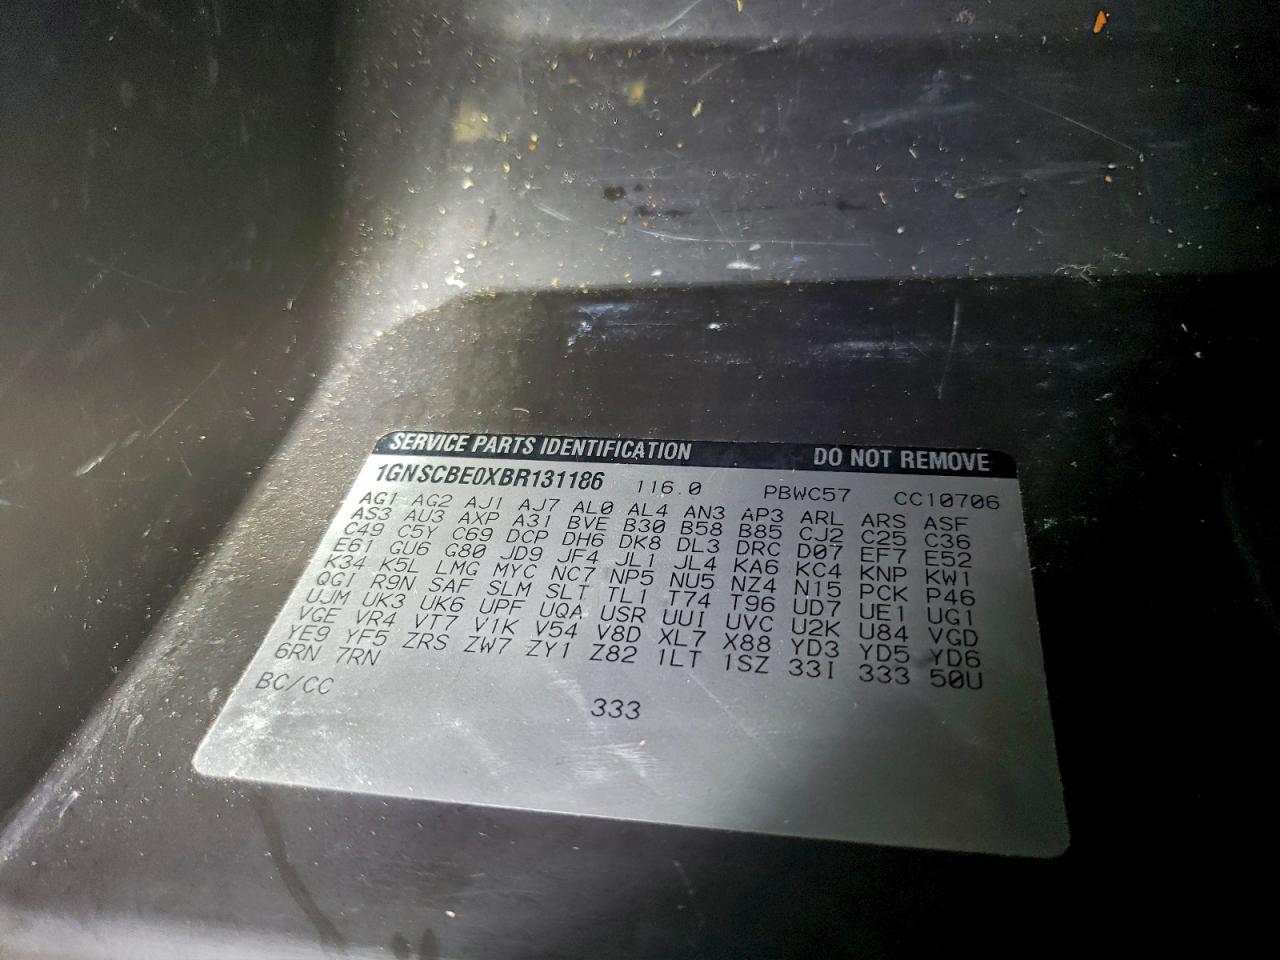 SERVICE PARTS IDENTIFICATION DO NOT REMOVE
1GNSCBE0XBR131186 116.0 PBWC57 CC10706
AG1 AG2 AJ1 AJ7 AL0 AL4 AN3 AP3 ARL ARS ASF
AS3 AU3 AXP A31 BVE B30 B58 B85 CJ2 C25 C36
C49 C5Y C69 DCP DH6 DK8 DL3 DRC D07 EF7 E52
E61 GU6 G80 JD9 JF4 JL1 JL4 KA6 KC4 KNP KW1
K34 K5L LMG MYC NC7 NP5 NU5 NZ4 N15 PCK P46
QGI R9N SAF SLM SLT TL1 T74 T96 UD7 UE1 UG1
UJM UK3 UK6 UPF UQA USR UUI UVC U2K U84 VGD
VGE VR4 VT7 V1K V54 V8D XL7 X88 YD3 YD5 YD6
YE9 YF5 ZRS ZW7 ZY1 Z82 1LT 1SZ 33I 333 50U
6RN 7RN
BC/CC
333